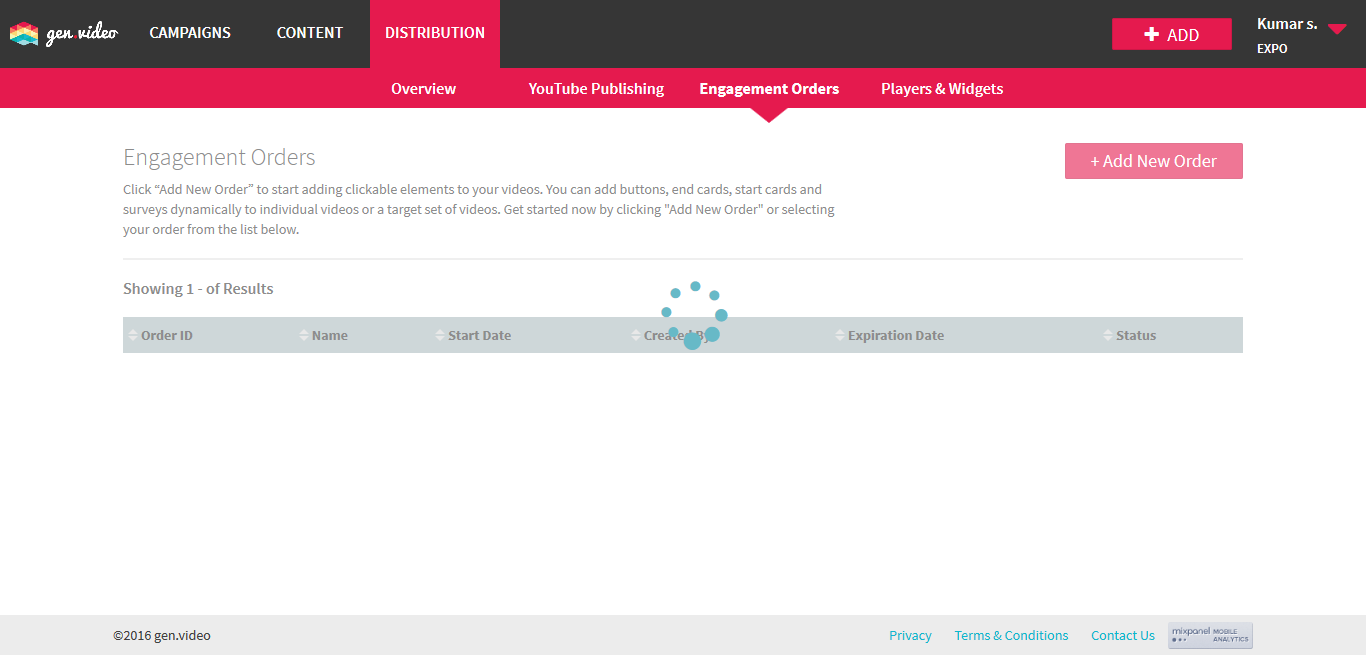 gen.video
CAMPAIGNS
CONTENT
DISTRIBUTION
ADD
Kumar s.
EXPO
Overview
YouTube Publishing
Engagement Orders
Players & Widgets
Engagement Orders
+ Add New Order
Click “Add New Order” to start adding clickable elements to your videos. You can add buttons, end cards, start cards and
surveys dynamically to individual videos or a target set of videos. Get started now by clicking "Add New Order" or selecting
your order from the list below.
Showing 1 - of Results
Order ID
Name
Start Date
Created By
Expiration Date
Status
©2016 gen.video
Privacy
Terms & Conditions
Contact Us
mixpanel MOBILE
ANALYTICS